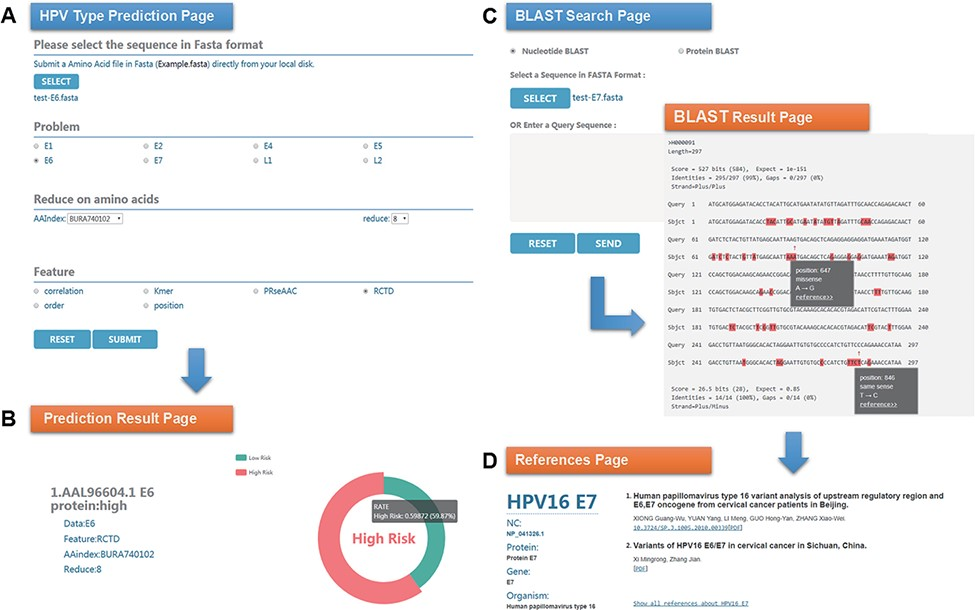 A
HPV Type Prediction Page
Please select the sequence in Fasta format
Submit a Amino Acid file in Fasta (Example.fasta) directly from your local disk.
SELECT
test-E6.fasta
Problem
E1 E2 E4 E5
E6 E7 L1 L2
Reduce on amino acids
AAIndex: BURA740102 reduce: 8
Feature
correlation Kmer PRseAAC RCTD
order position
RESET SUBMIT
B
Prediction Result Page
Low Risk
High Risk
1.AAL96604.1 E6
protein:high
Data:E6
Feature:RCTD
AAindex:BURA740102
Reduce:8
RATE
High Risk: 0.59872 (59.87%)
High Risk
C
BLAST Search Page
Nucleotide BLAST Protein BLAST
Select a Sequence in FASTA Format :
SELECT test-E7.fasta
OR Enter a Query Sequence :
RESET SEND
BLAST Result Page
>H000091
Length=297
Score = 527 bits (584), Expect = 1e-151
Identities = 295/297 (99%), Gaps = 0/297 (0%)
Strand=Plus/Plus
Query 1 ATGCATGGAGATACACCTACATTGCATGAATATATGTTAGATTTGCAACCAGAGACAACT 60
Sbjct 1 ATGCATGGAGATACACCTACATTGCATGAATATATGTTAGATTTGCAACCAGAGACAACT 60
Query 61 GATCTCTACTGTTATGAGCAATTAAGTGACAGCTCAGAGGAGGAGGATGAAATAGATGGT 120
Sbjct 61 GATCTCTACTGTTATGAGCAATTAAATGACAGCTCAGAGGAGGAGGATGAAATAGATGGT 120
Query 121 CCAGCTGGACAAGCAGAACCGGAC TAACCTTTTGTTGCAAG 180
Sbjct 121 CCAGCTGGACAAGCAGAACCGGAC TAACCTTTTGTTGCAAG 180
Query 181 TGTGACTCTACGCTTCGGTTGTGCGTACAAAGCACACACGTAGACATTCGTACTTTGGAA 240
Sbjct 181 TGTGACTCTACGCTTCGGTTGTGCGTACAAAGCACACACGTAGACATTCGTACTTTGGAA 240
Query 241 GACCTGTTAATGGGCACACTAGGAATTGTGTGCCCCATCTGTTCCCAGAAACCATAA 297
Sbjct 241 GACCTGTTAATGGGCACACTAGGAATTGTGTGCCCCATCTGTTCTCAGAAACCATAA 297
position: 647
missense
A → G
reference>>
position: 846
same sense
T → C
reference>>
Score = 26.5 bits (28), Expect = 0.85
Identities = 14/14 (100%), Gaps = 0/14 (0%)
Strand=Plus/Minus
D
References Page
HPV16 E7
NC:
NP_041326.1
Protein:
Protein E7
Gene:
E7
Organism:
Human papillomavirus type 16
1. Human papillomavirus type 16 variant analysis of upstream regulatory region and
E6,E7 oncogene from cervical cancer patients in Beijing.
XIONG Guang-Wu, YUAN Yang, LI Meng, GUO Hong-Yan, ZHANG Xiao-Wei.
10.3724/SP.J.1005.2010.00339[PDF]
2. Variants of HPV16 E6/E7 in cervical cancer in Sichuan, China.
Xi Mingrong, Zhang Jian.
[PDF]
Show all references about HPV16 E7